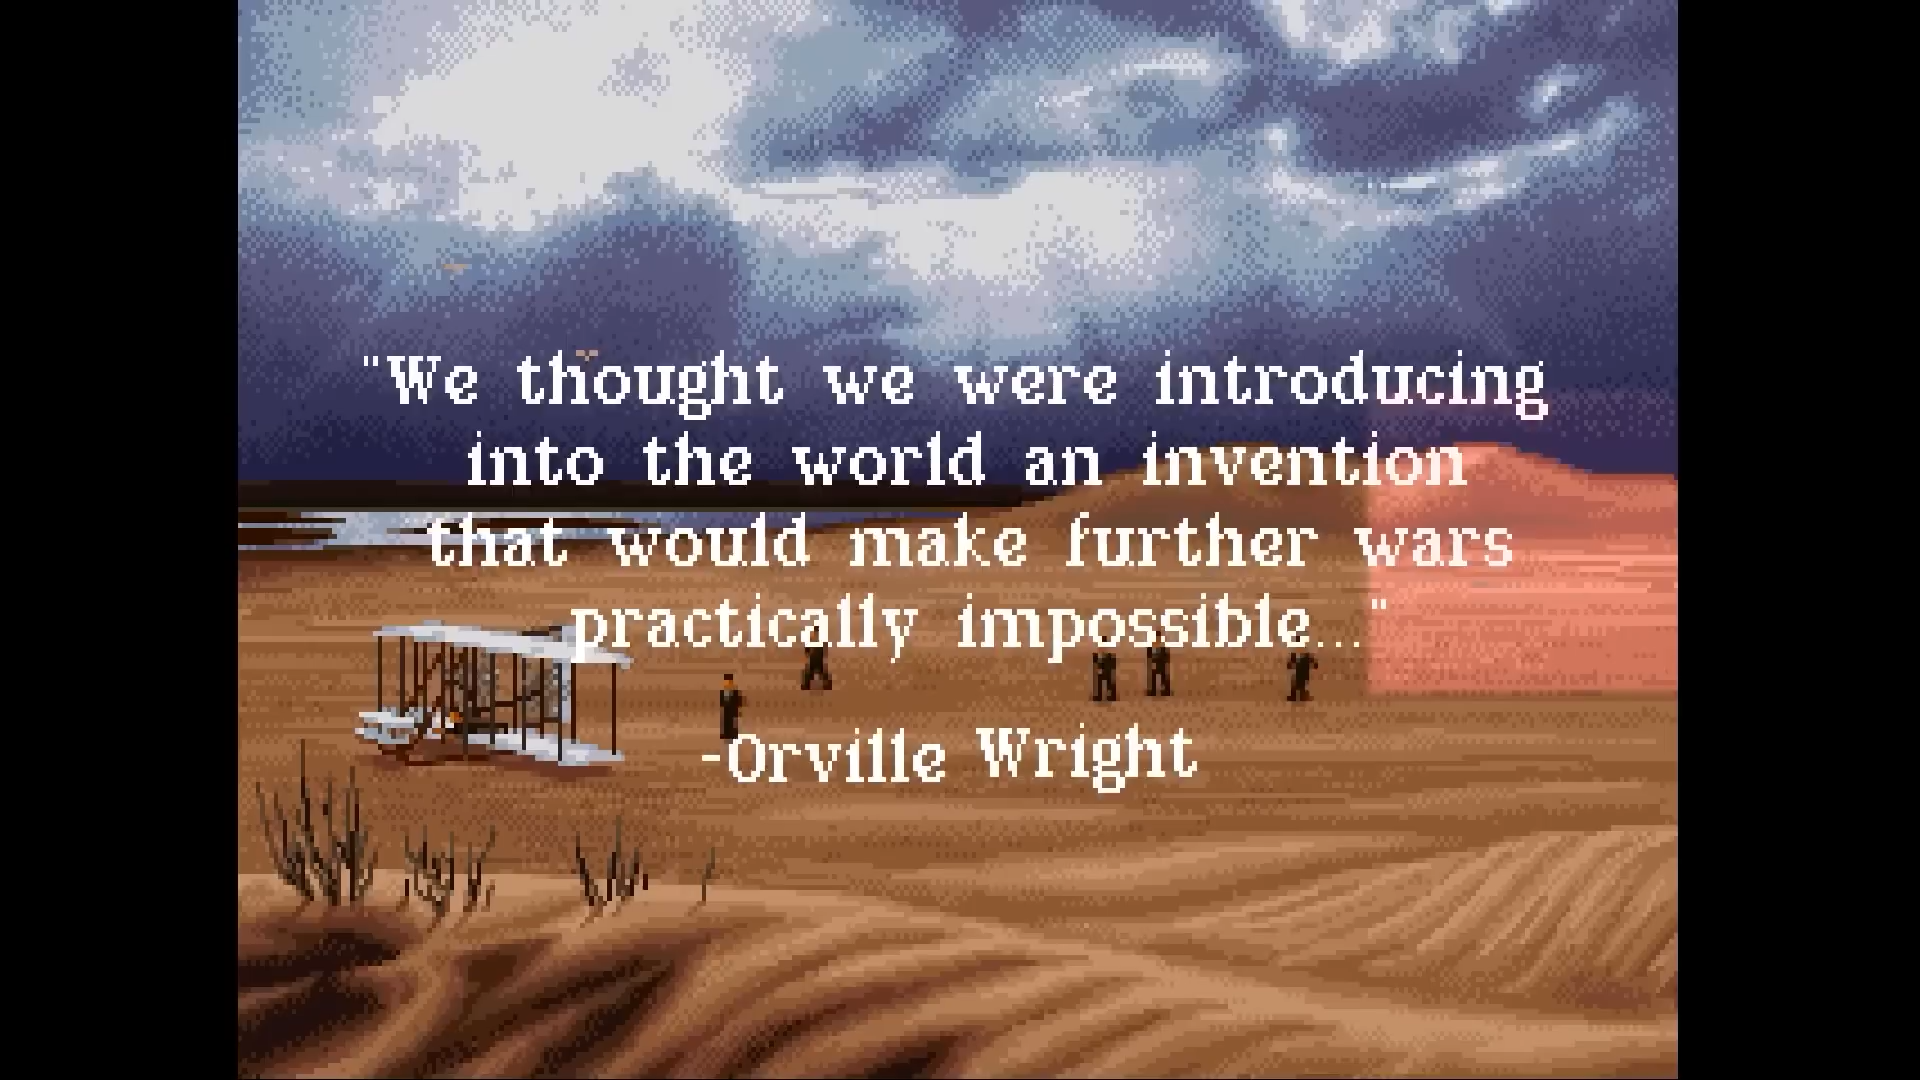 "We thought we were introducing
into the world an invention
that would make further wars
practically impossible..."
-Orville Wright